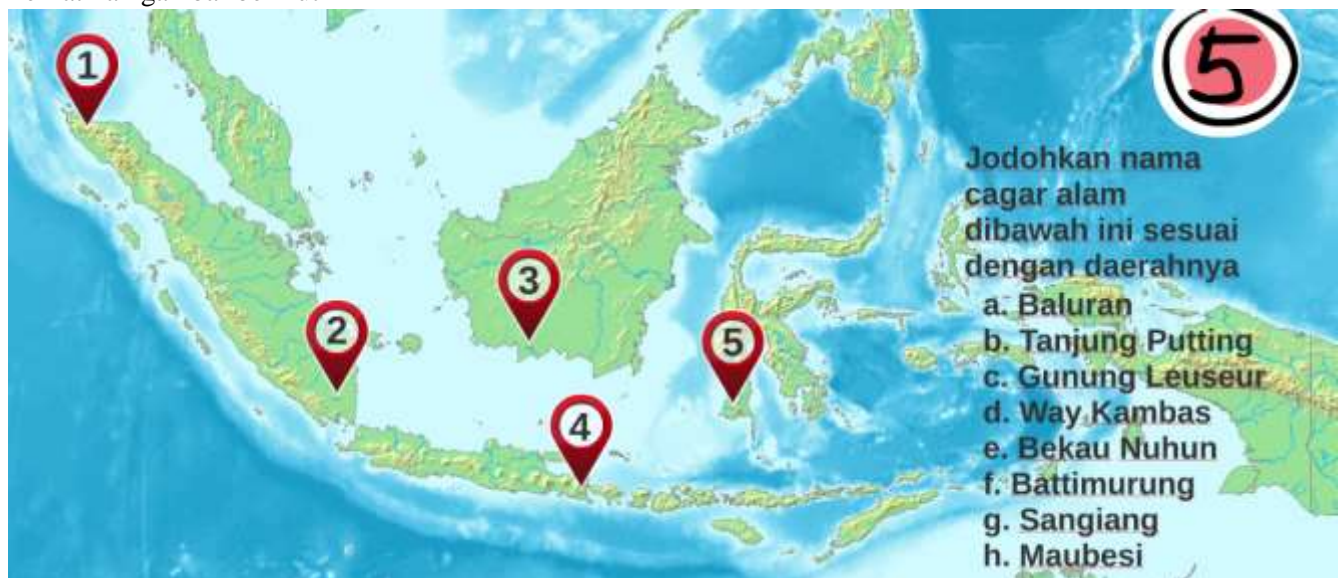 1
2
3
4
5
5
Jodohkan nama
cagar alam
dibawah ini sesuai
dengan daerahnya
a. Baluran
b. Tanjung Putting
c. Gunung Leuseur
d. Way Kambas
e. Bekau Nuhun
f. Battimurung
g. Sangiang
h. Maubesi